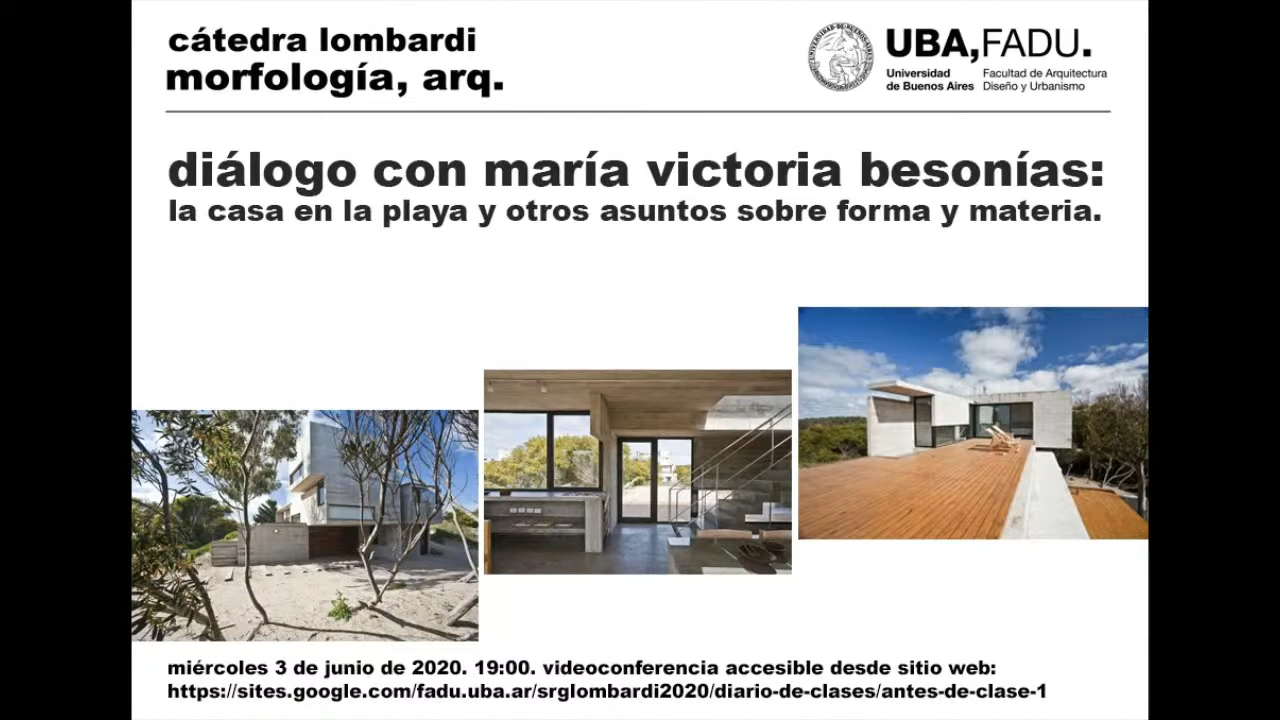 cátedra lombardi
morfología, arq.
UBA,FADU.
Universidad de Buenos Aires
Facultad de Arquitectura Diseño y Urbanismo
diálogo con maría victoria besonías:
la casa en la playa y otros asuntos sobre forma y materia.
miércoles 3 de junio de 2020. 19:00. videoconferencia accesible desde sitio web:
https://sites.google.com/fadu.uba.ar/srglombardi2020/diario-de-clases/antes-de-clase-1